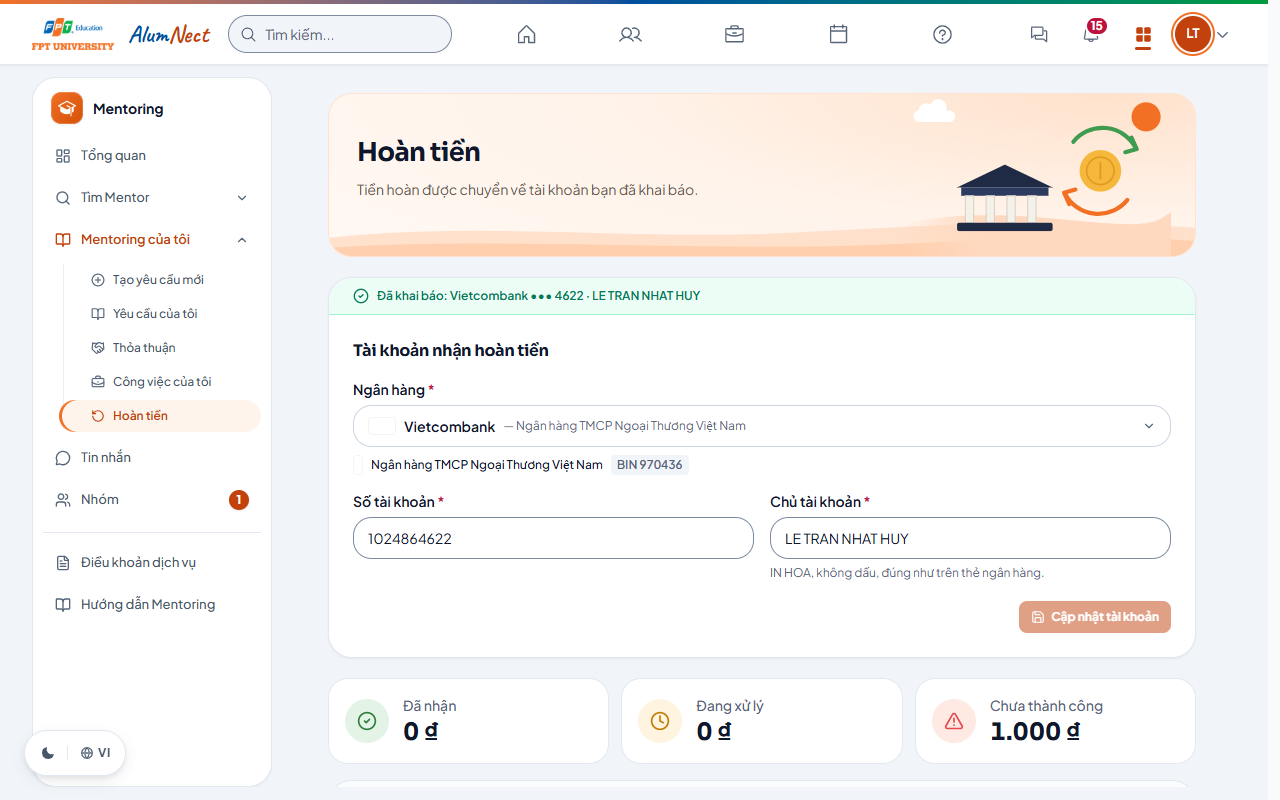 FPT Education
FPT UNIVERSITY
AlumNect
Tìm kiếm...
15
LT
Mentoring
Tổng quan
Tìm Mentor
Mentoring của tôi
Tạo yêu cầu mới
Yêu cầu của tôi
Thỏa thuận
Công việc của tôi
Hoàn tiền
Tin nhắn
Nhóm
1
Điều khoản dịch vụ
Hướng dẫn Mentoring
VI
Hoàn tiền
Tiền hoàn được chuyển về tài khoản bạn đã khai báo.
Đã khai báo: Vietcombank ●●● 4622 · LE TRAN NHAT HUY
Tài khoản nhận hoàn tiền
Ngân hàng *
Vietcombank — Ngân hàng TMCP Ngoại Thương Việt Nam
Ngân hàng TMCP Ngoại Thương Việt Nam BIN 970436
Số tài khoản *
1024864622
Chủ tài khoản *
LE TRAN NHAT HUY
IN HOA, không dấu, đúng như trên thẻ ngân hàng.
Cập nhật tài khoản
Đã nhận
0 ₫
Đang xử lý
0 ₫
Chưa thành công
1.000 ₫